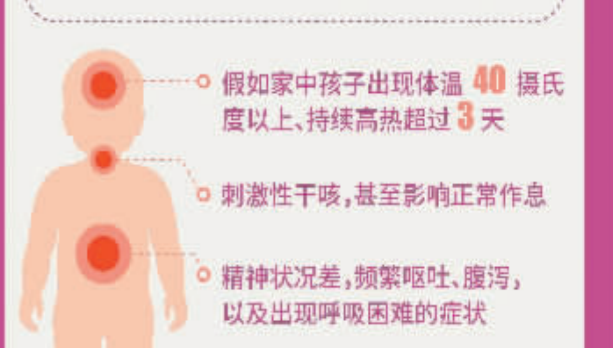 假如家中孩子出现体温 40 摄氏
度以上、持续高热超过 3 天
刺激性干咳,甚至影响正常作息
精神状况差,频繁呕吐、腹泻,
以及出现呼吸困难的症状